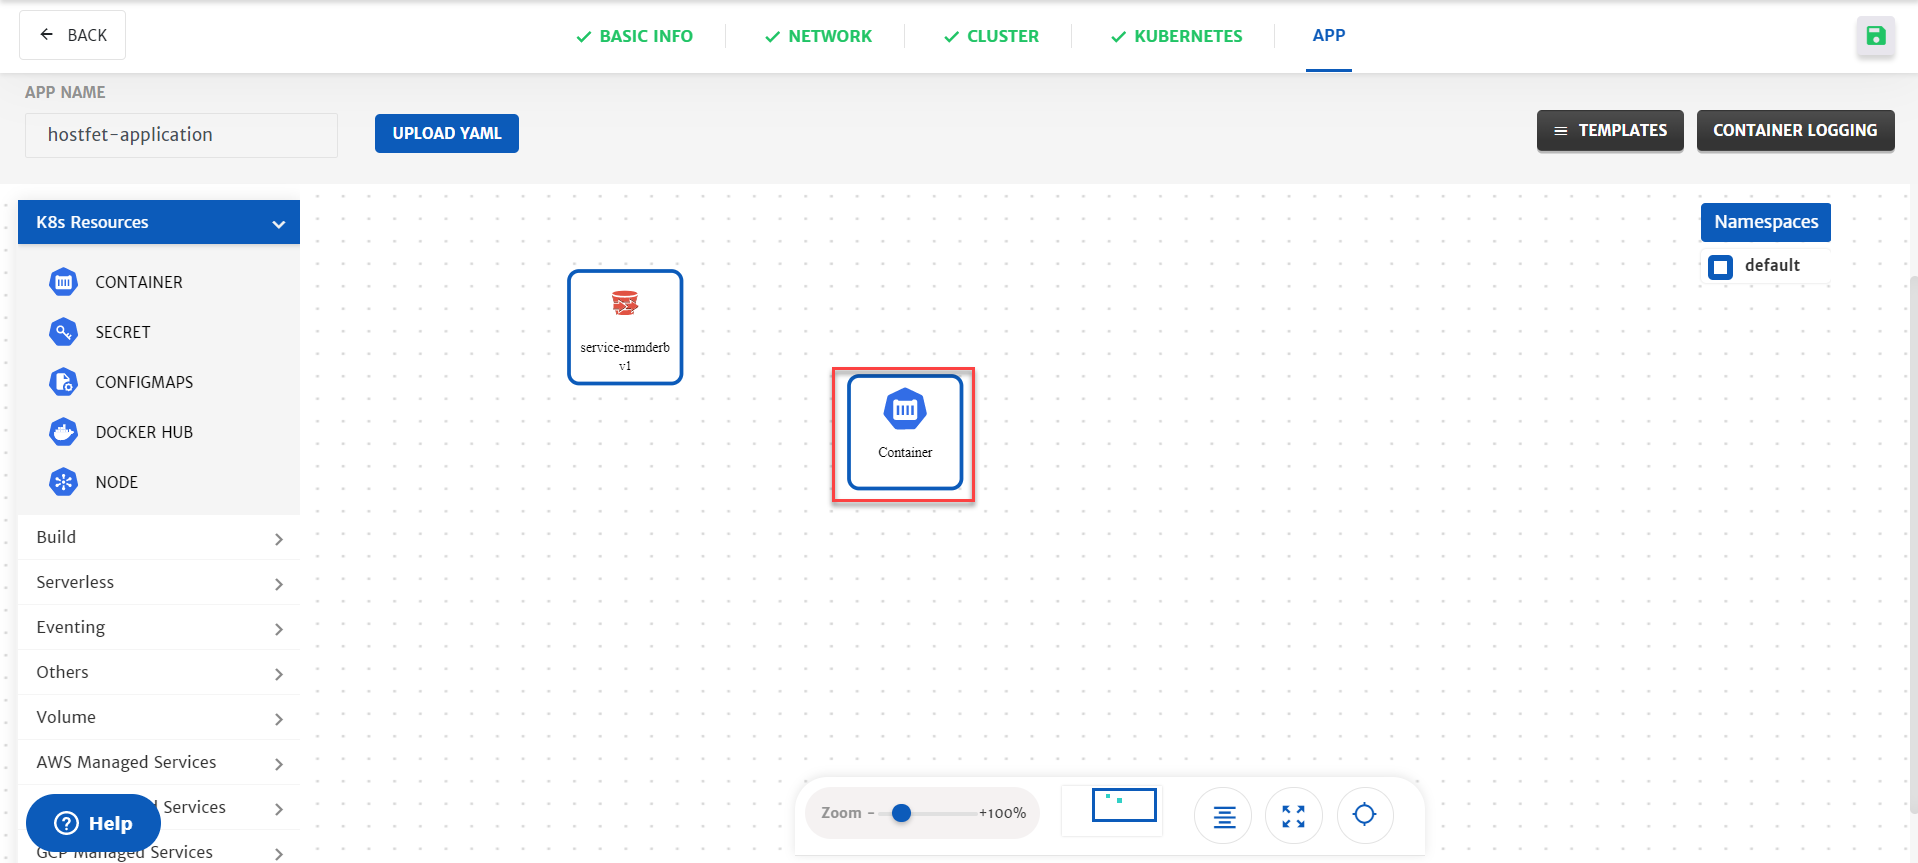 BACK
BASIC INFO
NETWORK
CLUSTER
KUBERNETES
APP
APP NAME
hostfet-application
UPLOAD YAML
TEMPLATES
CONTAINER LOGGING
K8s Resources
CONTAINER
SECRET
CONFIGMAPS
DOCKER HUB
NODE
Build
Serverless
Eventing
Others
Volume
AWS Managed Services
Services
GCP Managed Services
Help
service-mmderb
v1
Container
Namespaces
default
Zoom - +100%